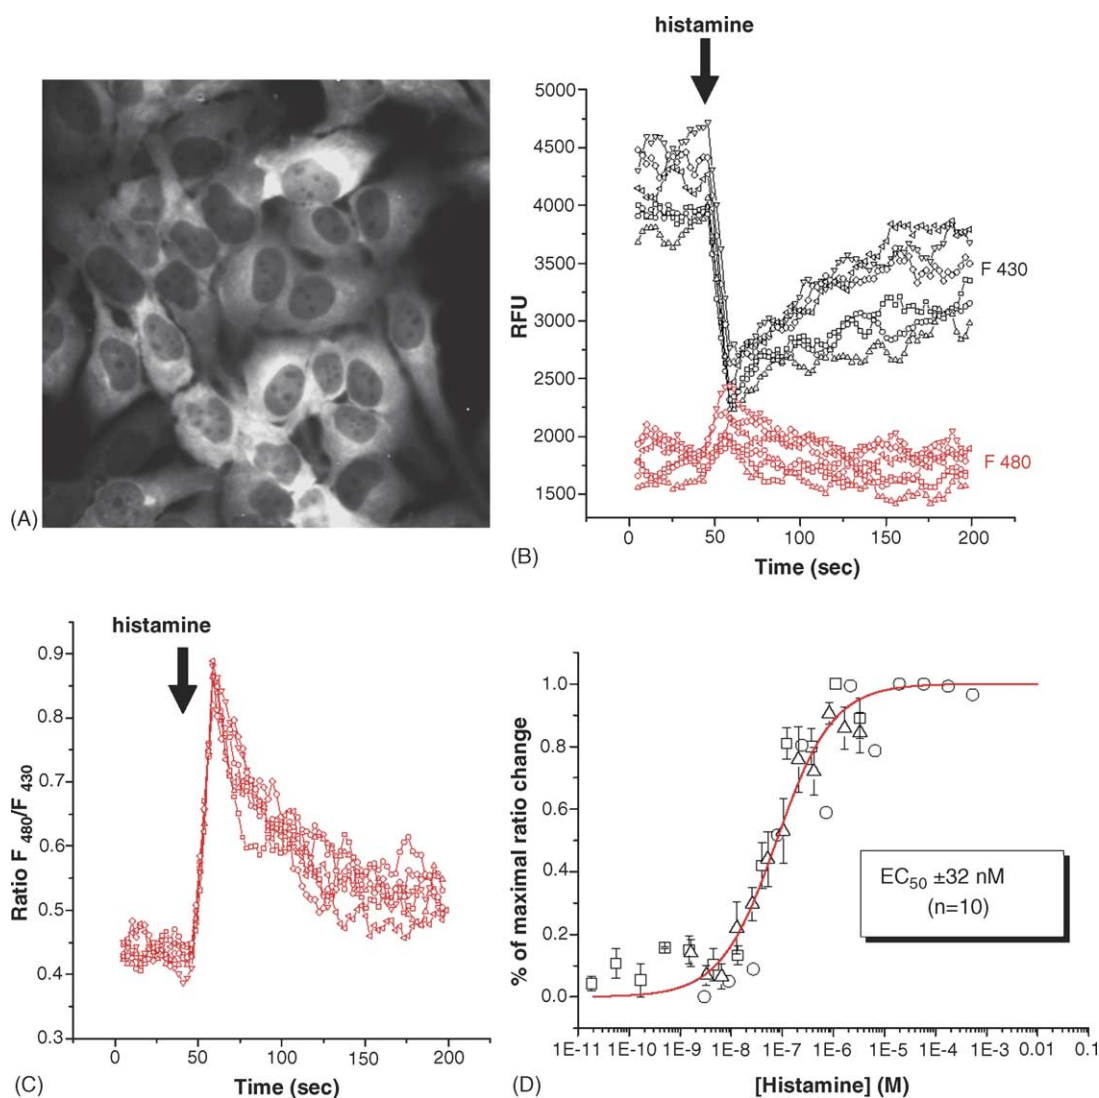 (A)
histamine
5000
4500
4000
3500
3000
2500
2000
1500
RFU
F 430
F 480
0 50 100 150 200
Time (sec)
(B)
histamine
0.9
0.8
0.7
0.6
0.5
0.4
0.3
Ratio F 480/F 430
0 50 100 150 200
Time (sec)
(C)
1.0
0.8
0.6
0.4
0.2
0.0
% of maximal ratio change
EC50 ±32 nM
(n=10)
1E-11 1E-10 1E-9 1E-8 1E-7 1E-6 1E-5 1E-4 1E-3 0.01 0.1
[Histamine] (M)
(D)